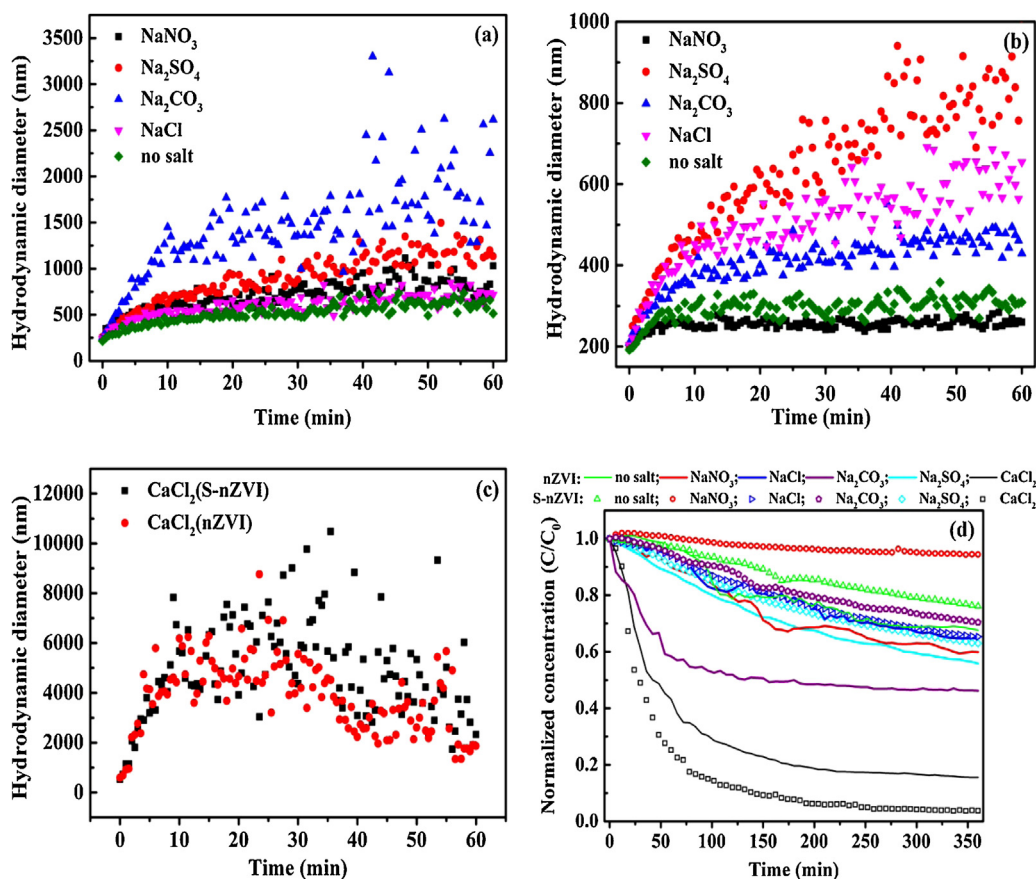 (a)
NaNO3
Na2SO4
Na2CO3
NaCl
no salt
Hydrodynamic diameter (nm)
3500
3000
2500
2000
1500
1000
500
0
0 10 20 30 40 50 60
Time (min)
(b)
NaNO3
Na2SO4
Na2CO3
NaCl
no salt
Hydrodynamic diameter (nm)
1000
800
600
400
200
0 10 20 30 40 50 60
Time (min)
(c)
CaCl2(S-nZVI)
CaCl2(nZVI)
Hydrodynamic diameter (nm)
12000
10000
8000
6000
4000
2000
0
0 10 20 30 40 50 60
Time (min)
nZVI: no salt; NaNO3; NaCl; Na2CO3; Na2SO4; CaCl2
S-nZVI: no salt; NaNO3; NaCl; Na2CO3; Na2SO4; CaCl2
(d)
Normalized concentration (C/C0)
1.0
0.8
0.6
0.4
0.2
0.0
0 50 100 150 200 250 300 350
Time (min)